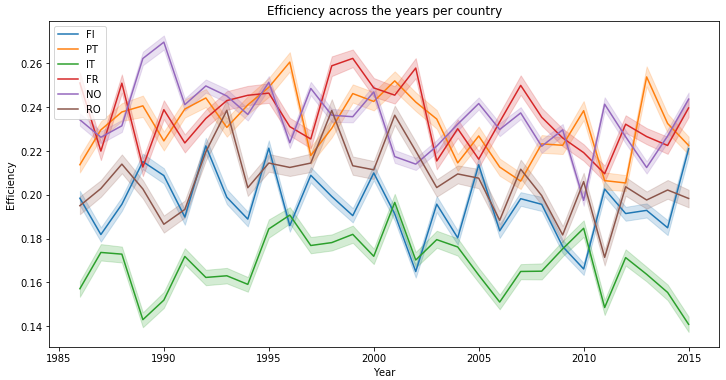 Efficiency across the years per country
FI
PT
IT
FR
NO
RO
Efficiency
0.26
0.24
0.22
0.20
0.18
0.16
0.14
1985
1990
1995
2000
2005
2010
2015
Year